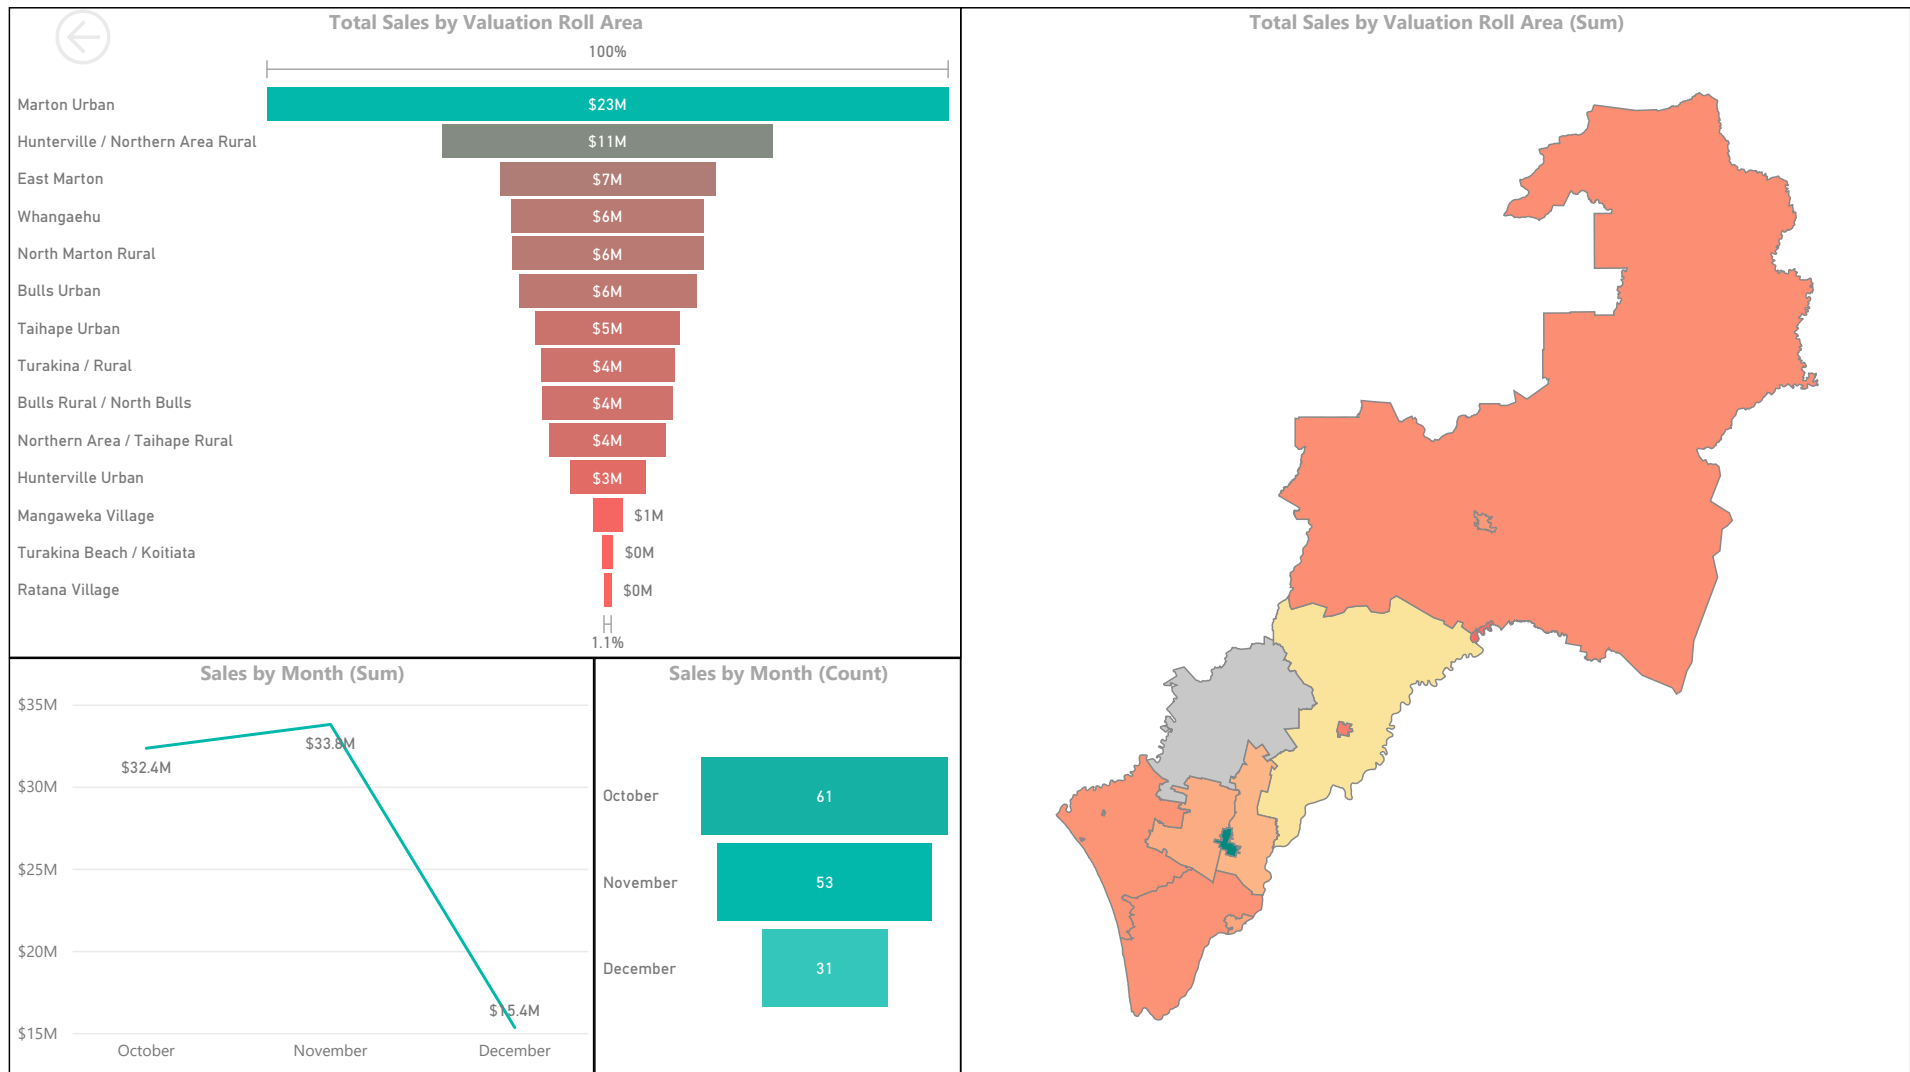 Total Sales by Valuation Roll Area
100%
Marton Urban $23M
Hunterville / Northern Area Rural $11M
East Marton $7M
Whangaehu $6M
North Marton Rural $6M
Bulls Urban $6M
Taihape Urban $5M
Turakina / Rural $4M
Bulls Rural / North Bulls $4M
Northern Area / Taihape Rural $4M
Hunterville Urban $3M
Mangaweka Village $1M
Turakina Beach / Koitiata $0M
Ratana Village $0M
1.1%
Sales by Month (Sum)
$35M
$30M
$25M
$20M
$15M
$32.4M
$33.8M
$15.4M
October November December
Sales by Month (Count)
October 61
November 53
December 31
Total Sales by Valuation Roll Area (Sum)